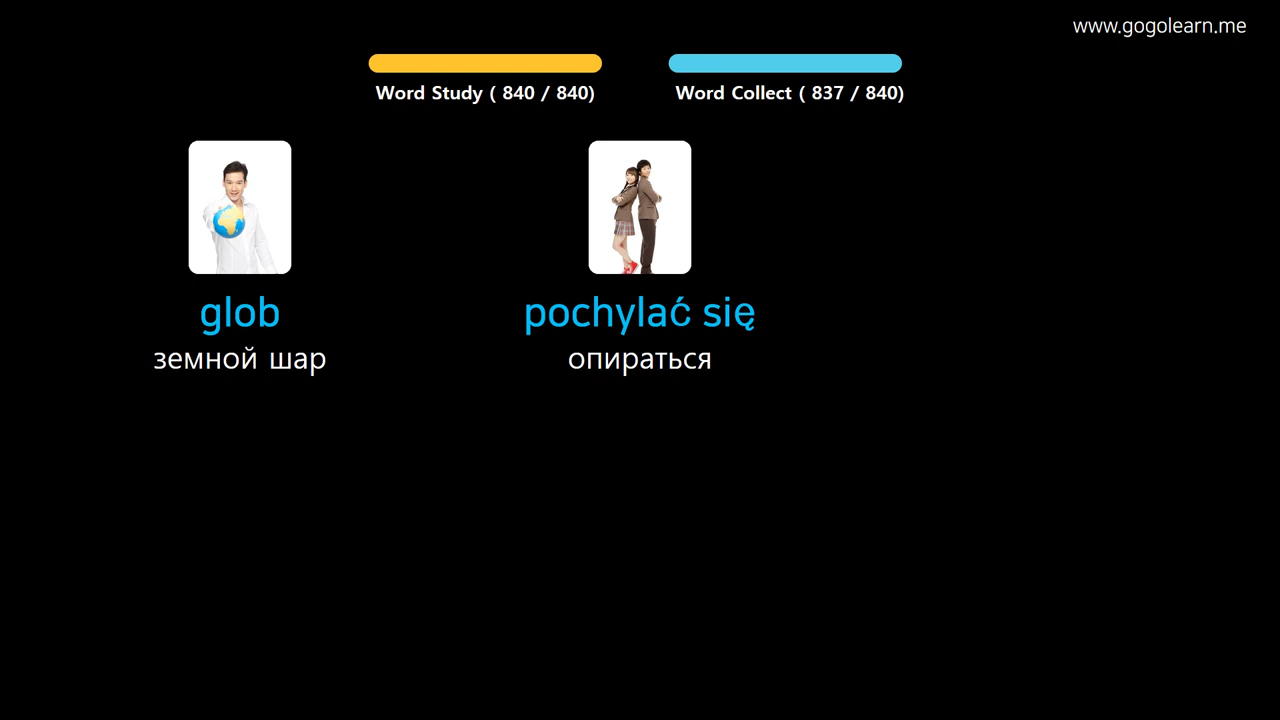 www.gogolearn.me
Word Study ( 840 / 840)
Word Collect ( 837 / 840)
glob
земной шар
pochylać się
опираться